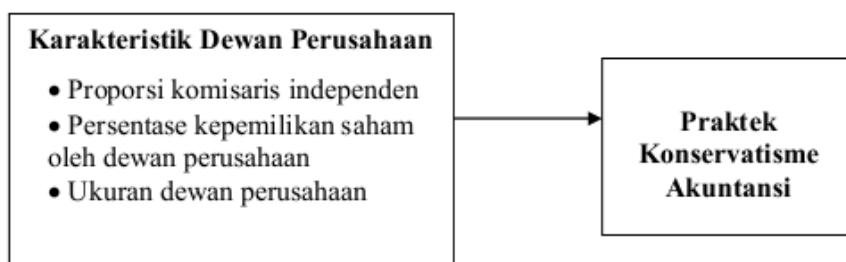 Karakteristik Dewan Perusahaan
• Proporsi komisaris independen
• Persentase kepemilikan saham
oleh dewan perusahaan
• Ukuran dewan perusahaan
Praktek
Konservatisme
Akuntansi